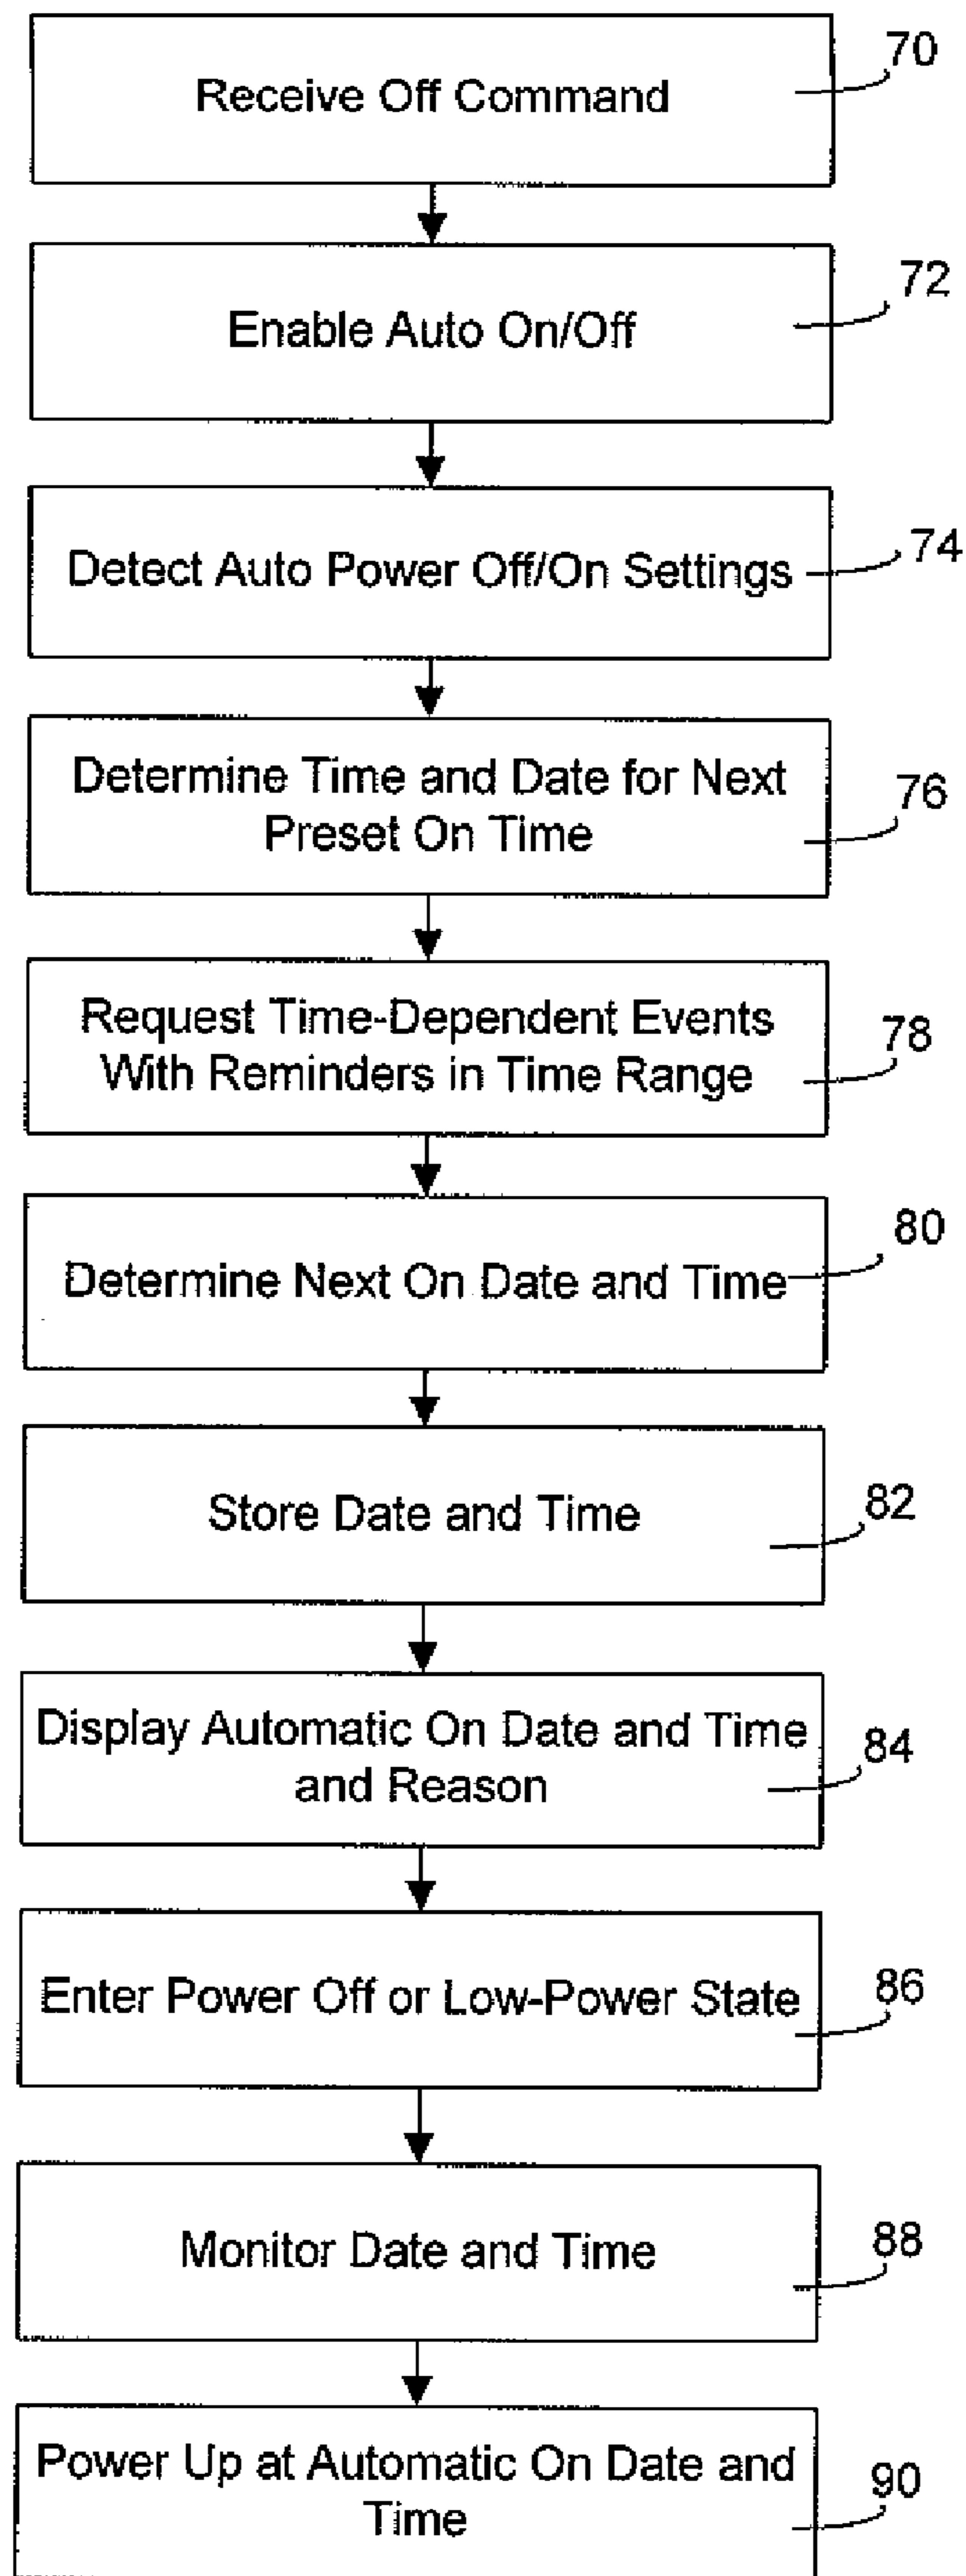 Receive Off Command
70
Enable Auto On/Off
72
Detect Auto Power Off/On Settings
74
Determine Time and Date for Next
Preset On Time
76
Request Time-Dependent Events
With Reminders in Time Range
78
Determine Next On Date and Time
80
Store Date and Time
82
Display Automatic On Date and Time
and Reason
84
Enter Power Off or Low-Power State
86
Monitor Date and Time
88
Power Up at Automatic On Date and
Time
90